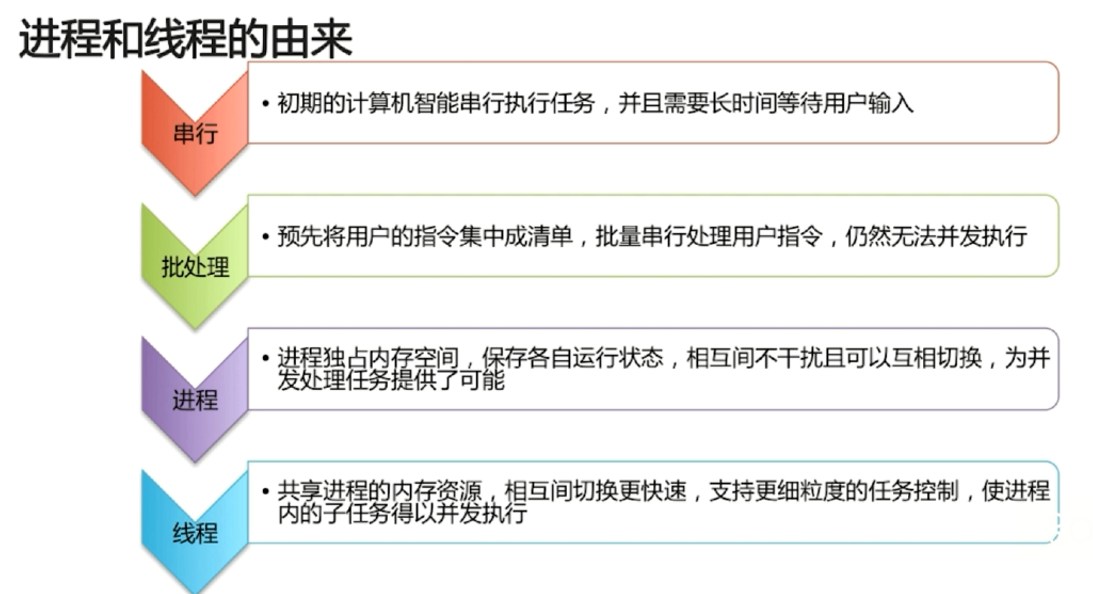 进程和线程的由来
串行
• 初期的计算机智能串行执行任务，并且需要长时间等待用户输入
批处理
• 预先将用户的指令集中成清单，批量串行处理用户指令，仍然无法并发执行
进程
• 进程独占内存空间，保存各自运行状态，相互间不干扰且可以互相切换，为并
发处理任务提供了可能
线程
• 共享进程的内存资源，相互间切换更快速，支持更细粒度的任务控制，使进程
内的子任务得以并发执行